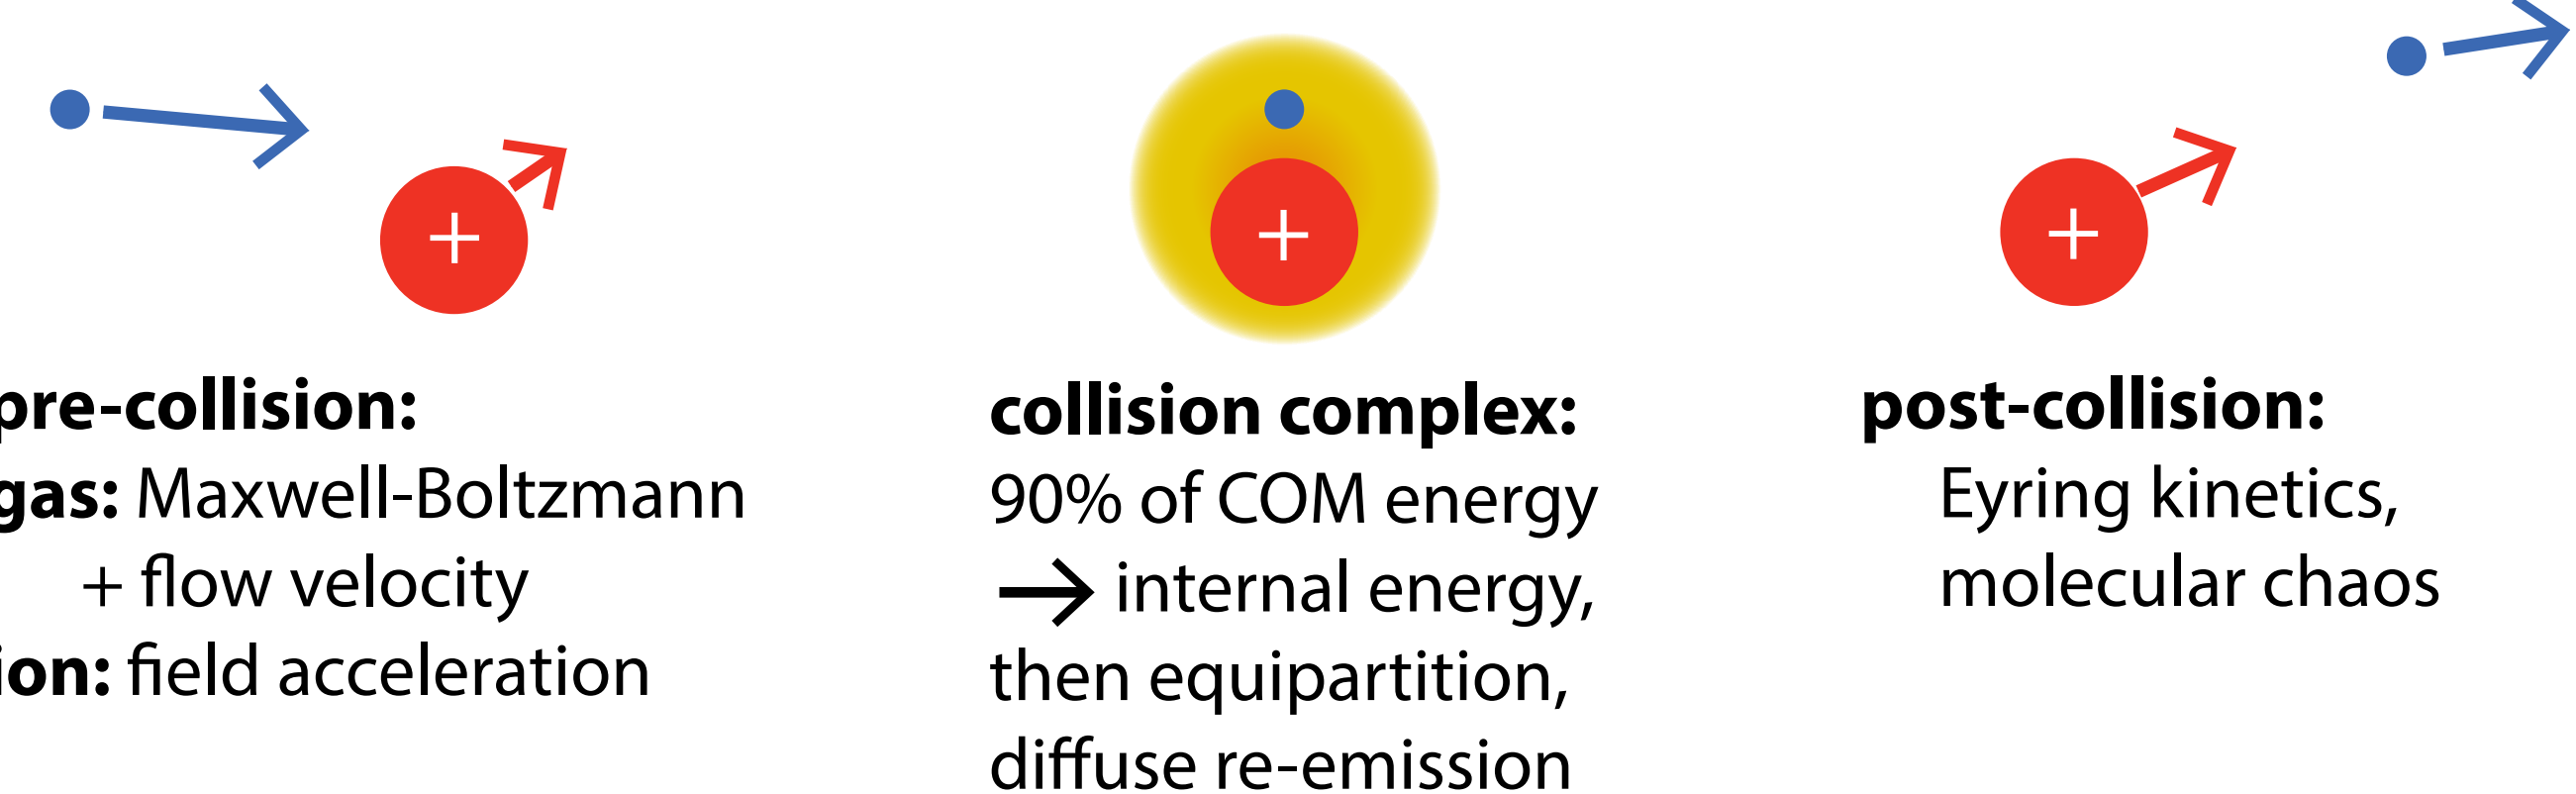 +
+
+
pre-collision:
gas: Maxwell-Boltzmann
+ flow velocity
ion: field acceleration
collision complex:
90% of COM energy
→ internal energy,
then equipartition,
diffuse re-emission
post-collision:
Eyring kinetics,
molecular chaos